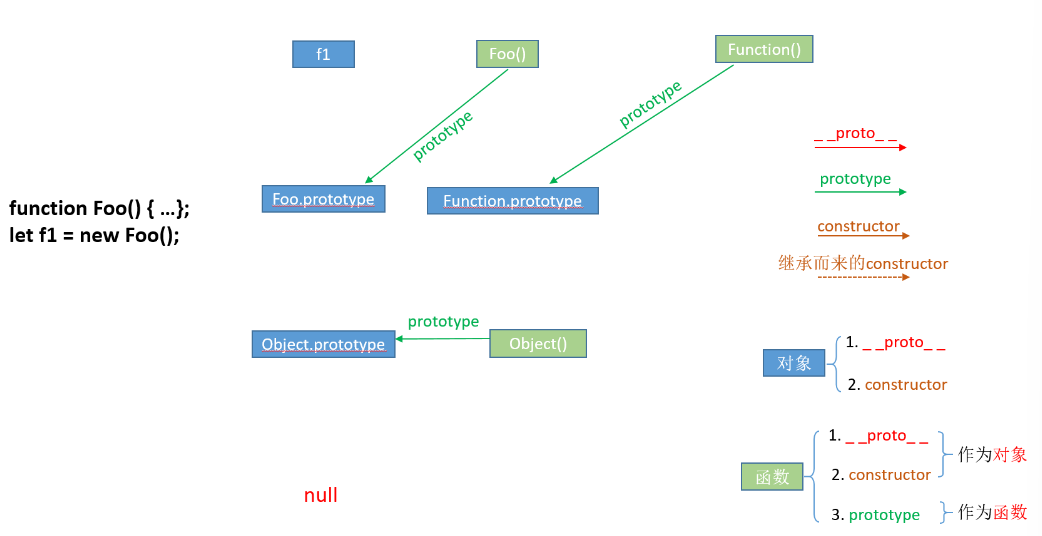 f1
Foo()
Function()
prototype
prototype
_ _proto_ _
prototype
Foo.prototype
Function.prototype
function Foo() { ...};
let f1 = new Foo();
constructor
继承而来的constructor
prototype
Object.prototype
Object()
对象
1. _ _proto_ _
2. constructor
函数
1. _ _proto_ _
2. constructor
作为对象
3. prototype
作为函数
null